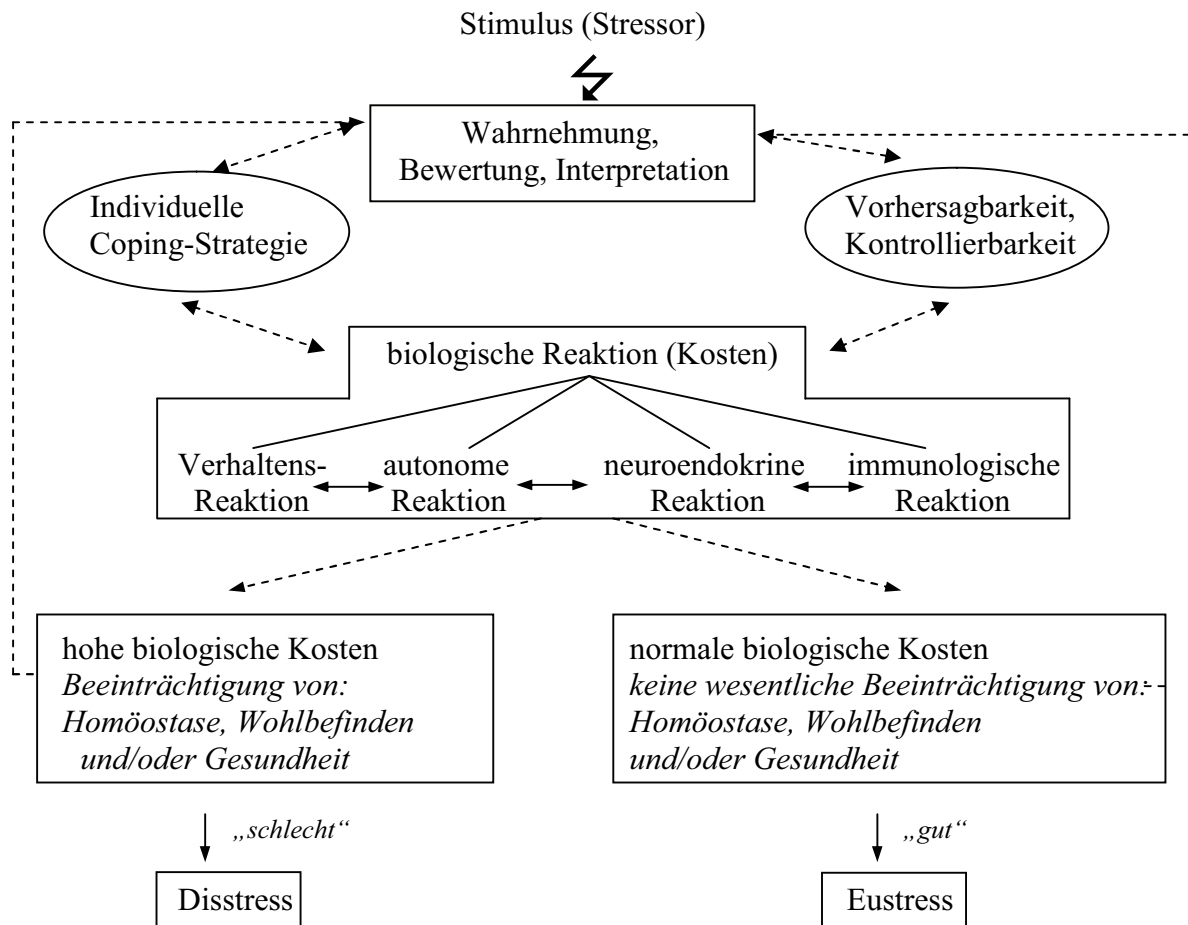 Stimulus (Stressor)
Wahrnehmung,
Bewertung, Interpretation
Individuelle
Coping-Strategie
Vorhersagbarkeit,
Kontrollierbarkeit
biologische Reaktion (Kosten)
Verhaltens-
Reaktion
autonome
Reaktion
neuroendokrine
Reaktion
immunologische
Reaktion
hohe biologische Kosten
Beeinträchtigung von:
Homöostase, Wohlbefinden
und/oder Gesundheit
normale biologische Kosten
keine wesentliche Beeinträchtigung von:
Homöostase, Wohlbefinden
und/oder Gesundheit
„schlecht“
„gut“
Disstress
Eustress